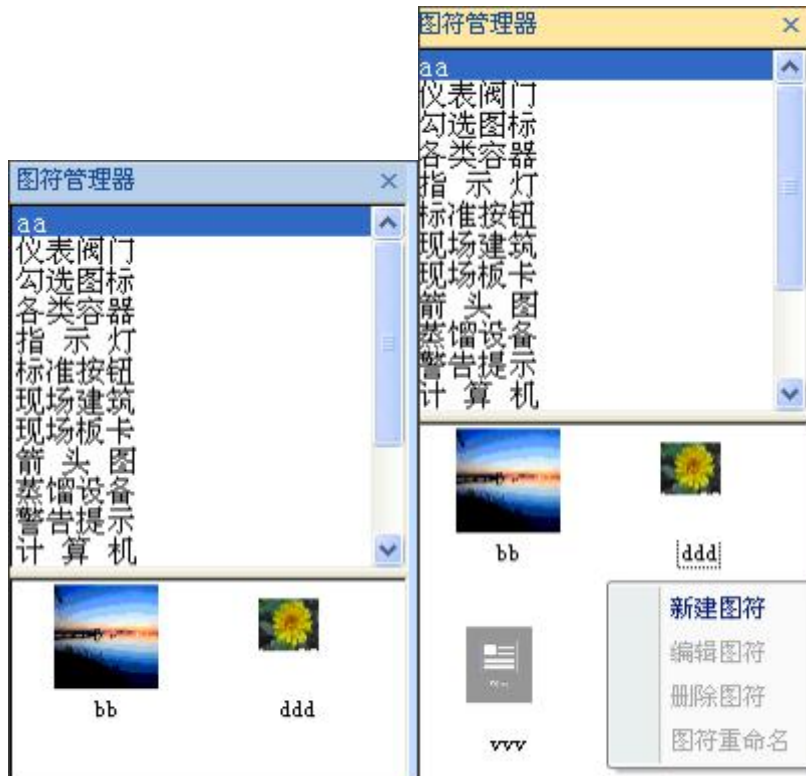 图符管理器
aa
仪表阀门
勾选图标
各类容器
指 示 灯
标准按钮
现场建筑
现场板卡
箭 头 图
蒸馏设备
警告提示
计 算 机
bb ddd
图符管理器
aa
仪表阀门
勾选图标
各类容器
指 示 灯
标准按钮
现场建筑
现场板卡
箭 头 图
蒸馏设备
警告提示
计 算 机
bb ddd
vvv
新建图符
编辑图符
删除图符
图符重命名